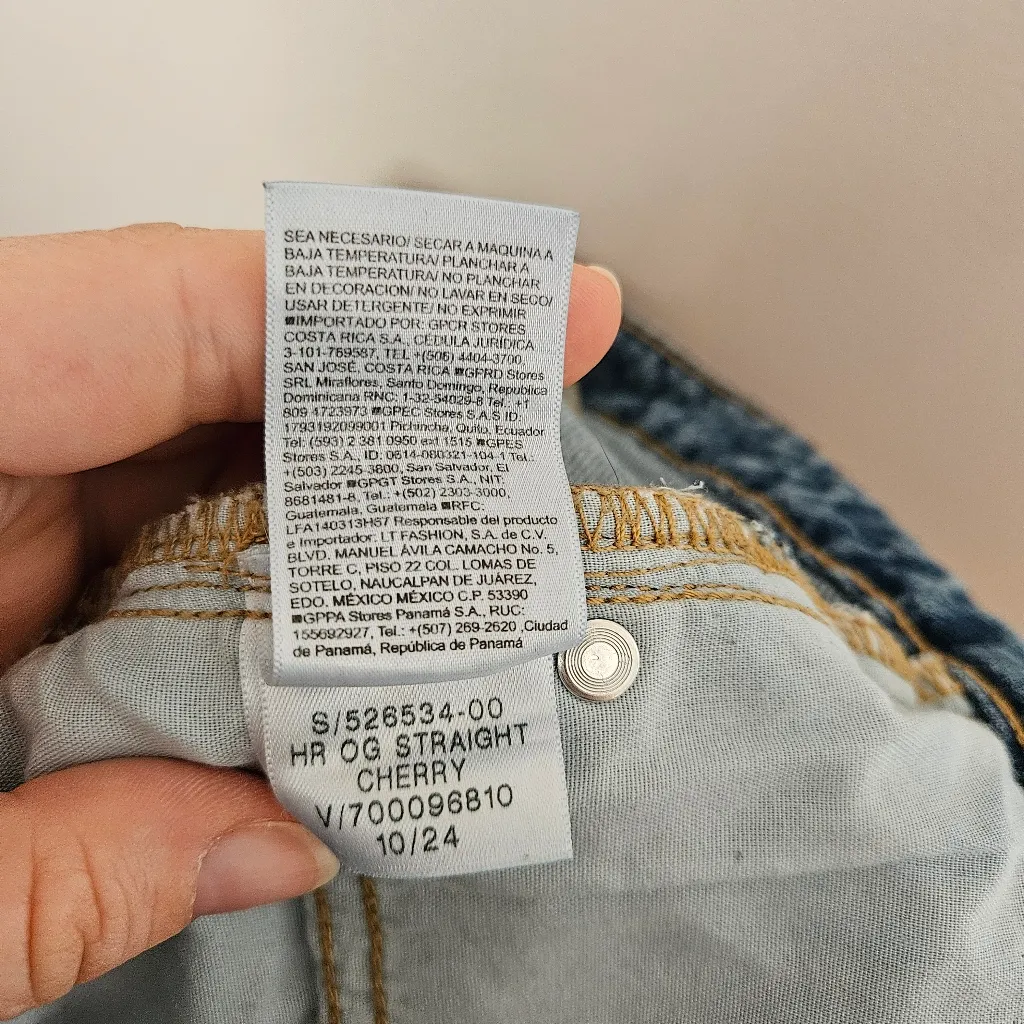 SEA NECESARIO/ SECAR A MAQUINA A
BAJA TEMPERATURA/ PLANCHAR A
BAJA TEMPERATURA/ NO PLANCHAR
EN DECORACION/ NO LAVAR EN SECO/
USAR DETERGENTE/ NO EXPRIMIR
IMPORTADO POR: GPCR STORES
COSTA RICA S.A., CÉDULA JURÍDICA
3-101-769587, TEL +(506) 4404-3700,
SAN JOSÉ, COSTA RICA GPRD Stores
SRL Miraflores, Santo Domingo, República
Dominicana RNC: 1-32-54029-8 Tel., +1
809 4723973 GPEC Stores S.A.S ID,
1793192099001 Pichincha, Quito, Ecuador
Tel: (593) 2 381 0950 ext 1515 GPES
Stores S.A., ID: 0614-080321-104-1 Tel.:
+(503) 2245-3800, San Salvador, El
Salvador GPGT Stores S.A., NIT:
8681481-8, Tel.: +(502) 2303-3000,
Guatemala, Guatemala RFC:
LFA140313H57 Responsable del producto
e Importador: LT FASHION, S.A. de C.V.
BLVD. MANUEL ÁVILA CAMACHO No. 5,
TORRE C, PISO 22 COL. LOMAS DE
SOTELO, NAUCALPAN DE JUÁREZ,
EDO. MÉXICO MÉXICO C.P. 53390
GPPA Stores Panamá S.A., RUC:
155692927, Tel.: +(507) 269-2620 ,Ciudad
de Panamá, República de Panamá
S/526534-00
HR OG STRAIGHT
CHERRY
V/700096810
10/24